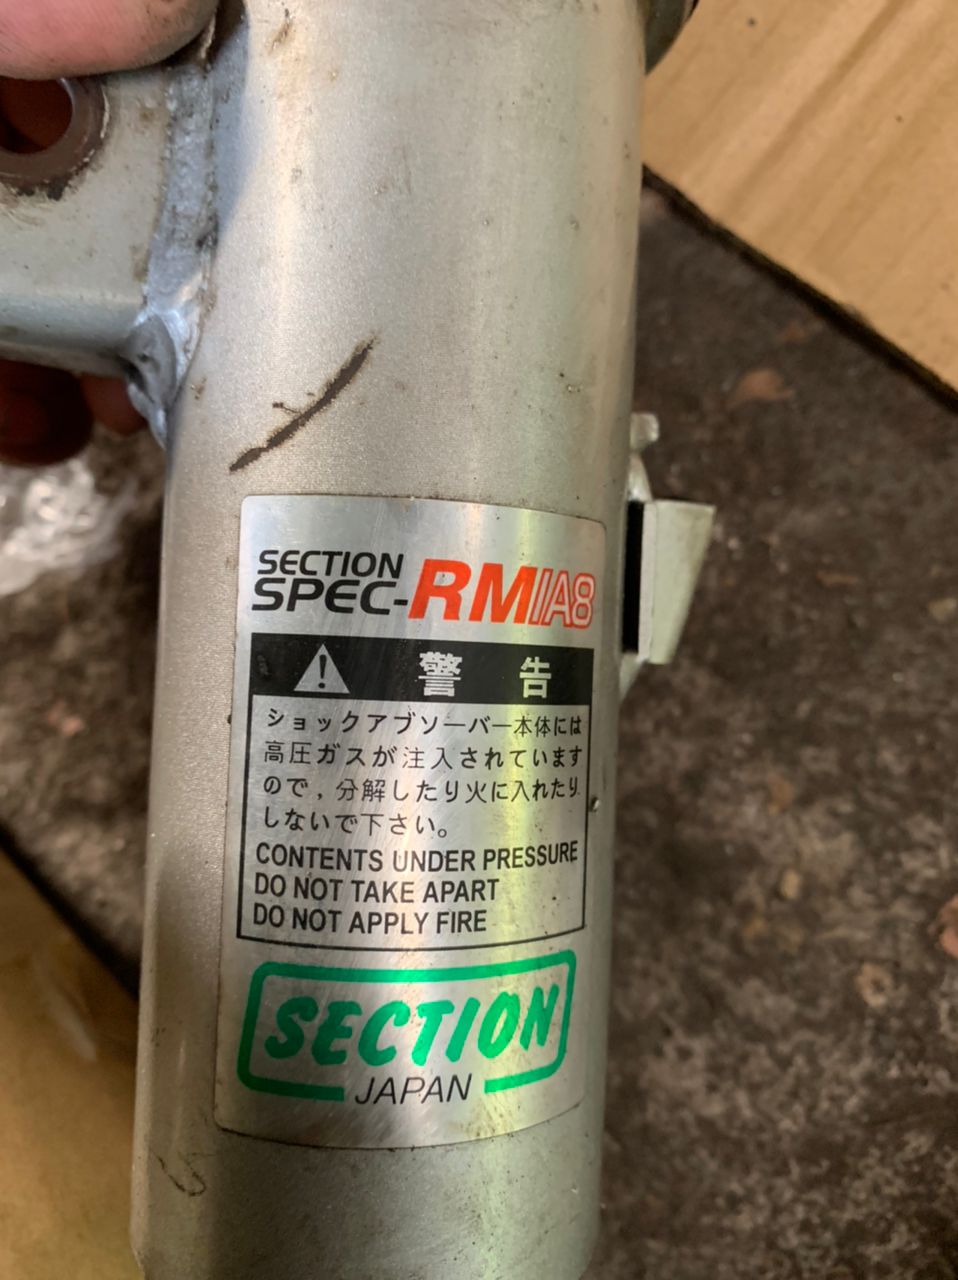 SECTION
SPEC-RMIA8
警告
ショックアブソーバー本体には
高圧ガスが注入されています
ので,分解したり火に入れたり
しないで下さい。
CONTENTS UNDER PRESSURE
DO NOT TAKE APART
DO NOT APPLY FIRE
SECTION
JAPAN